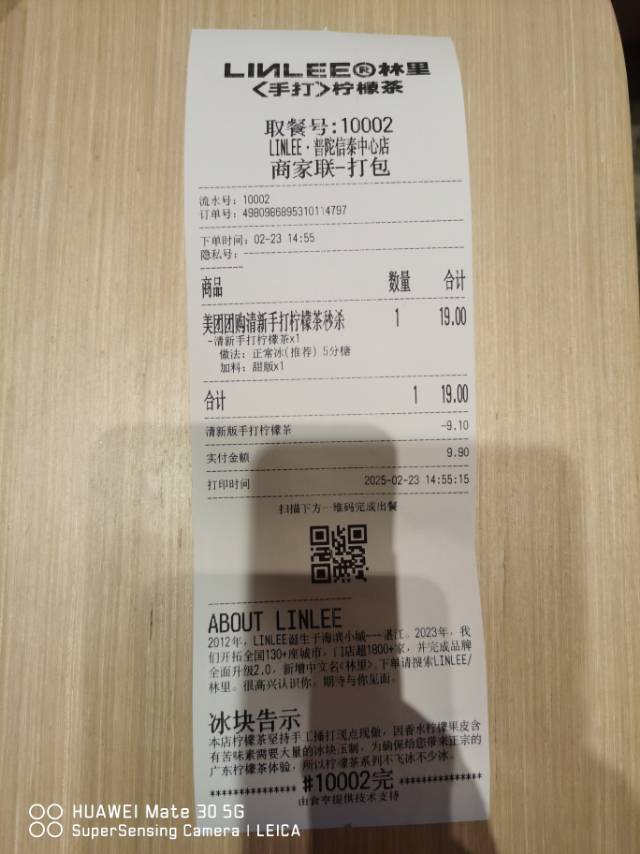 LINLEE®林里
<手打>柠檬茶
取餐号:10002
LINLEE·普陀信泰中心店
商家联-打包
流水号: 10002
订单号: 4980986895310114797
下单时间: 02-23 14:55
隐私号:
商品 数量 合计
美团团购清新手打柠檬茶秒杀 1 19.00
-清新手打柠檬茶x1
做法: 正常冰(推荐) 5分糖
加料: 甜版x1
合计 1 19.00
清新版手打柠檬茶 -9.10
实付金额 9.90
打印时间 2025-02-23 14:55:15
扫描下方二维码完成出餐
ABOUT LINLEE
2012年, LINLEE诞生于海滨小城---湛江。2023年, 我
们开拓全国130+座城市, 门店超1800+家, 并完成品牌
全面升级2.0, 新增中文名<林里>.下单请搜索LINLEE/
林里。很高兴认识你, 期待与你见面。
冰块告示
本店柠檬茶坚持手工捶打现点现做, 因香水柠檬果皮含
有苦味素需要大量的冰块压制, 为确保给您带来正宗的
广东柠檬茶体验, 所以柠檬茶系列不飞冰不少冰。
***************#10002完***************
由食亨提供技术支持
HUAWEI Mate 30 5G
SuperSensing Camera | LEICA